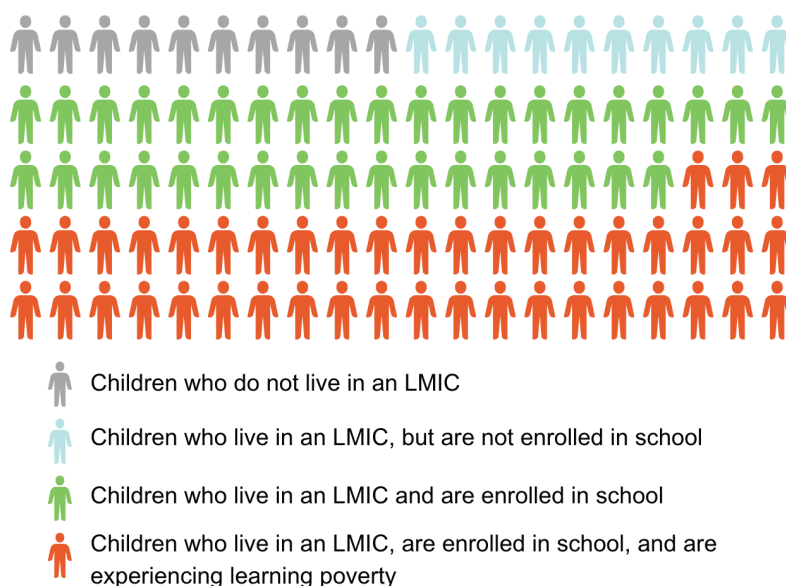 Children who do not live in an LMIC
Children who live in an LMIC, but are not enrolled in school
Children who live in an LMIC and are enrolled in school
Children who live in an LMIC, are enrolled in school, and are
experiencing learning poverty